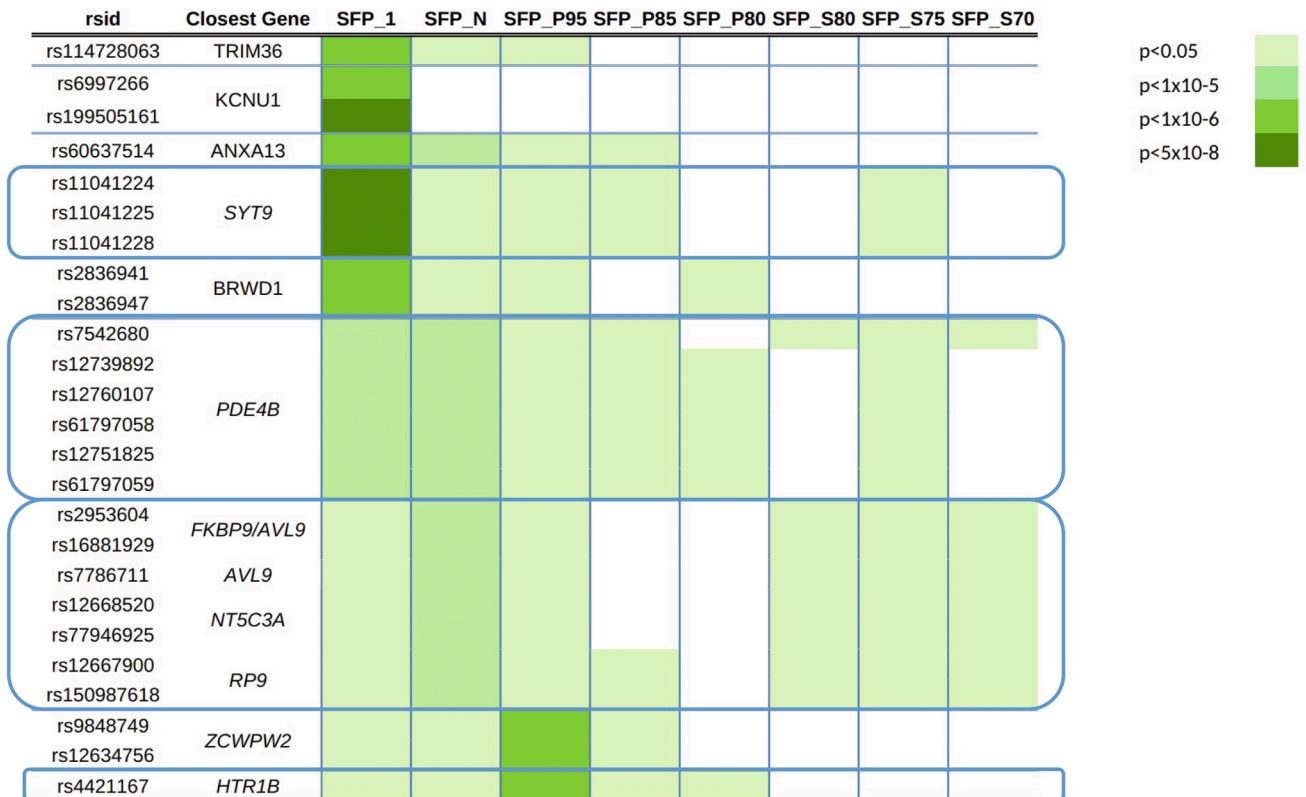 rsid Closest Gene SFP_1 SFP_N SFP_P95 SFP_P85 SFP_P80 SFP_S80 SFP_S75 SFP_S70
rs114728063 TRIM36
p<0.05
rs6997266
KCNU1
p<1x10-5
rs199505161
p<1x10-6
rs60637514 ANXA13
p<5x10-8
rs11041224
rs11041225 SYT9
rs11041228
rs2836941
BRWD1
rs2836947
rs7542680
rs12739892
rs12760107
PDE4B
rs61797058
rs12751825
rs61797059
rs2953604
FKBP9/AVL9
rs16881929
rs7786711 AVL9
rs12668520
NT5C3A
rs77946925
rs12667900
RP9
rs150987618
rs9848749
ZCWPW2
rs12634756
rs4421167 HTR1B